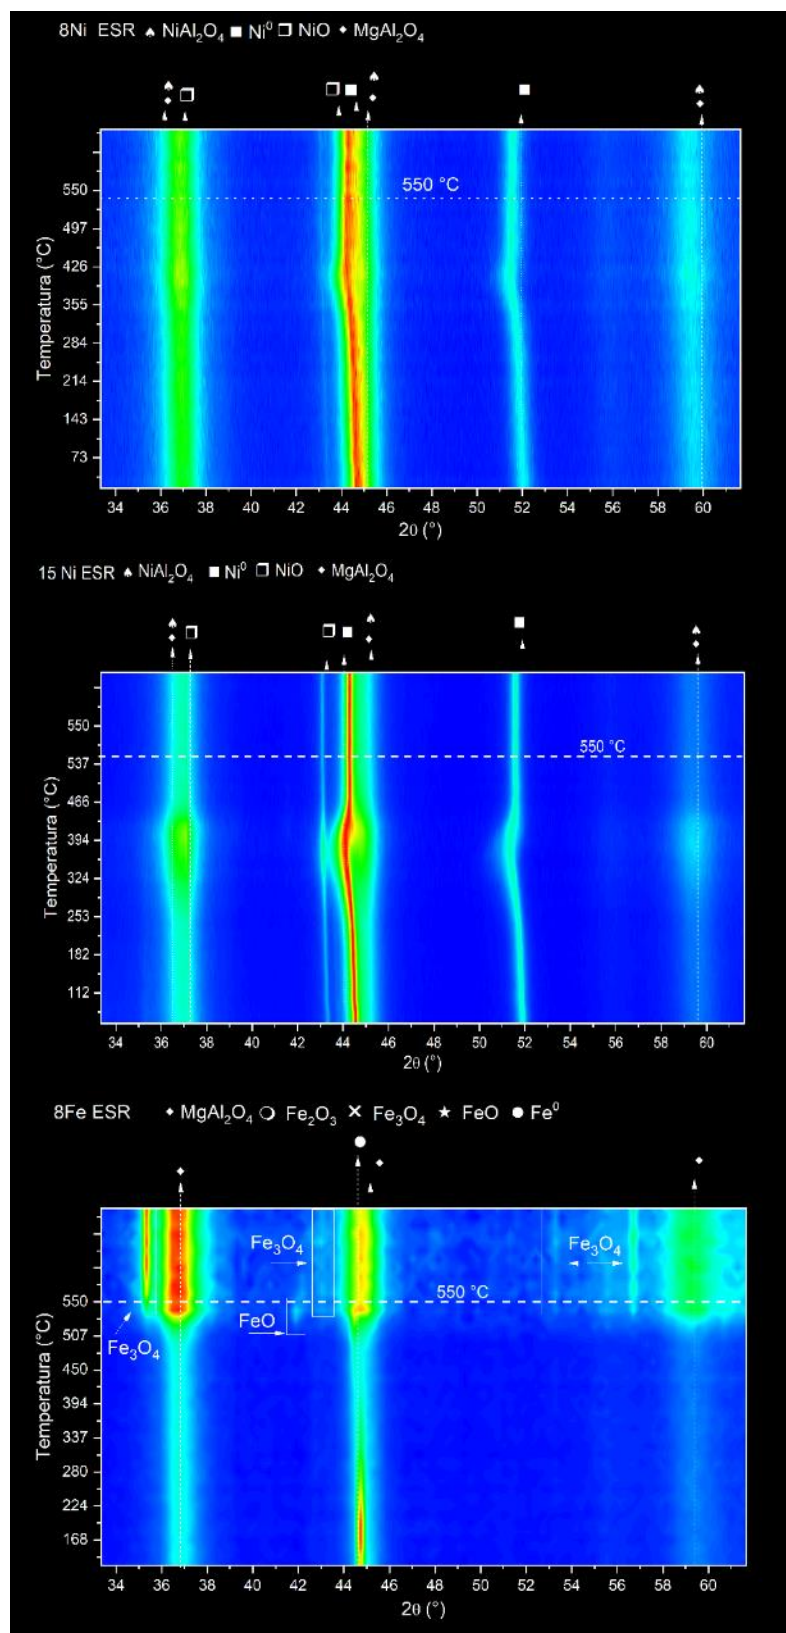 8Ni ESR ♠ NiAl₂O₄ ■ Ni⁰ ❒ NiO ♦ MgAl₂O₄
550 °C
Temperatura (°C)
550
497
426
355
284
214
143
73
34 36 38 40 42 44 46 48 50 52 54 56 58 60
2θ (°)
15 Ni ESR ♠ NiAl₂O₄ ■ Ni⁰ ❒ NiO ♦ MgAl₂O₄
550 °C
Temperatura (°C)
550
537
466
394
324
253
182
112
34 36 38 40 42 44 46 48 50 52 54 56 58 60
2θ (°)
8Fe ESR ♦ MgAl₂O₄ ❍ Fe₂O₃ ✕ Fe₃O₄ ★ FeO ● Fe⁰
Fe₃O₄
Fe₃O₄
550 °C
FeO
Fe₃O₄
Temperatura (°C)
550
507
450
394
337
280
224
168
34 36 38 40 42 44 46 48 50 52 54 56 58 60
2θ (°)